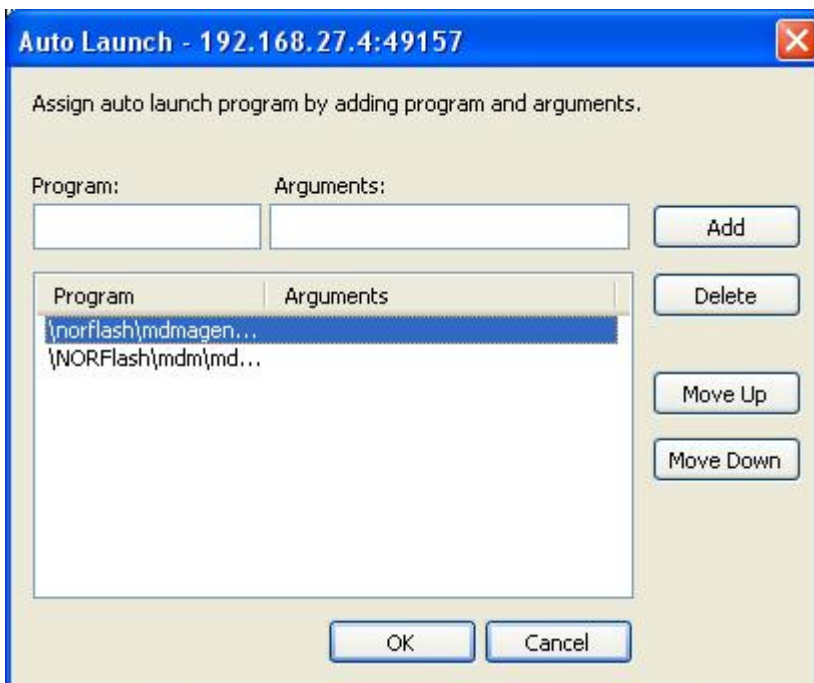 Auto Launch - 192.168.27.4:49157
Assign auto launch program by adding program and arguments.
Program: Arguments:
Add
Program Arguments
Delete
\norflash\mdmagen...
\NORFlash\mdm\md...
Move Up
Move Down
OK Cancel